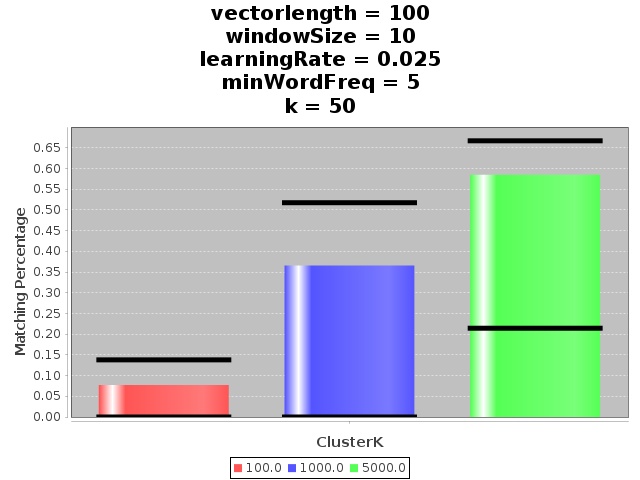 vectorlength = 100
windowSize = 10
learningRate = 0.025
minWordFreq = 5
k = 50
Matching Percentage
0.65
0.60
0.55
0.50
0.45
0.40
0.35
0.30
0.25
0.20
0.15
0.10
0.05
0.00
ClusterK
100.0 1000.0 5000.0